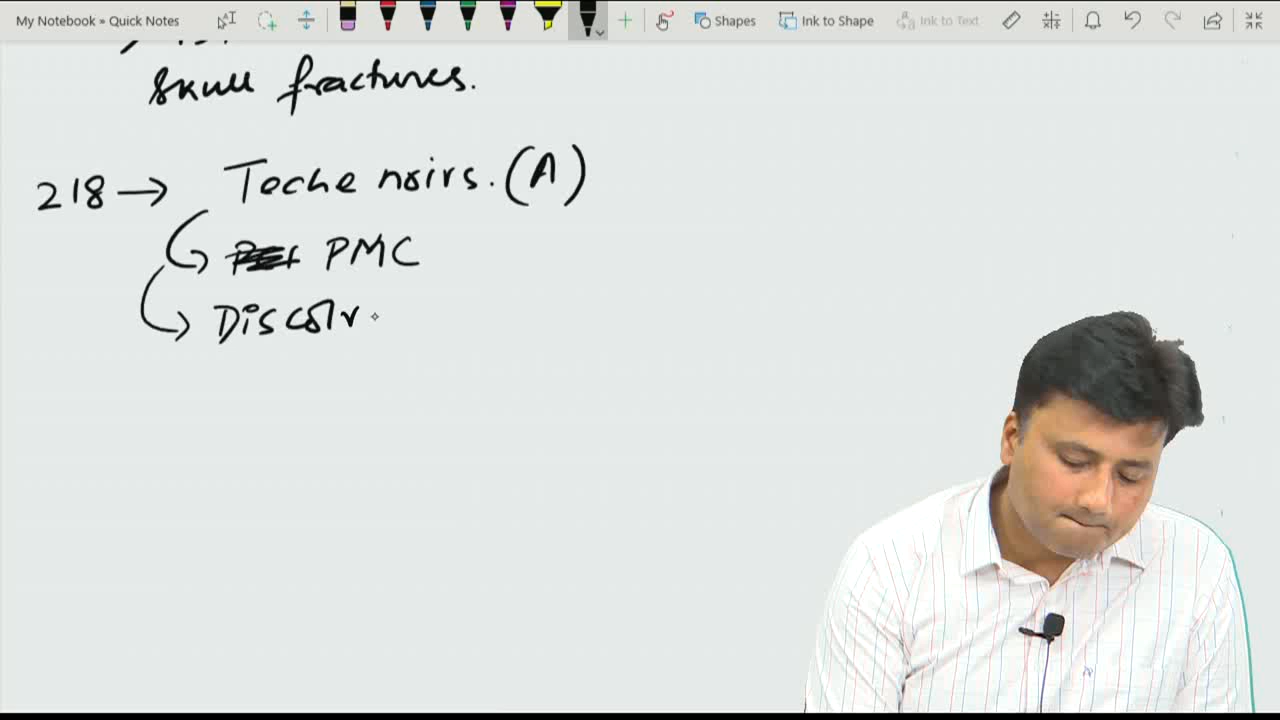 My Notebook » Quick Notes
Shapes
Ink to Shape
Ink to Text
skull fractures.
218 → Teche noirs. (A)
PMC
Discolr